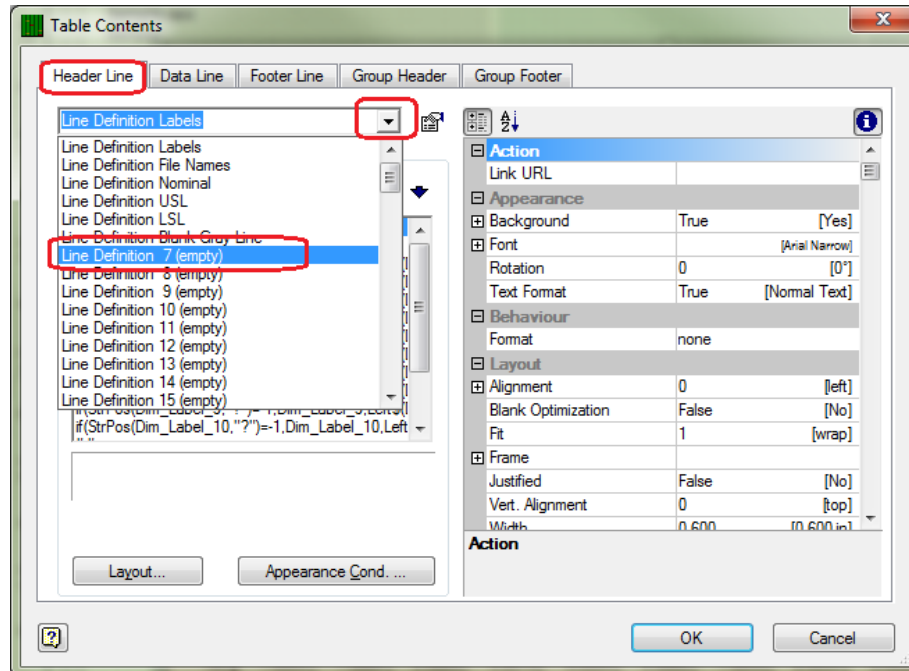 Table Contents
Header Line
Data Line
Footer Line
Group Header
Group Footer
Line Definition Labels
Line Definition Labels
Line Definition File Names
Line Definition Nominal
Line Definition USL
Line Definition LSL
Line Definition Blank Gray Line
Line Definition 7 (empty)
Line Definition 8 (empty)
Line Definition 9 (empty)
Line Definition 10 (empty)
Line Definition 11 (empty)
Line Definition 12 (empty)
Line Definition 13 (empty)
Line Definition 14 (empty)
Line Definition 15 (empty)
if(StrPos(Dim_Label_10,"?")=-1,Dim_Label_10,Left
Layout...
Appearance Cond. ...
Action
Link URL
Appearance
Background True [Yes]
Font [Arial Narrow]
Rotation 0 [0°]
Text Format True [Normal Text]
Behaviour
Format none
Layout
Alignment 0 [left]
Blank Optimization False [No]
Fit 1 [wrap]
Frame
Justified False [No]
Vert. Alignment 0 [top]
Width 0.600 [0.600 in]
Action
OK
Cancel